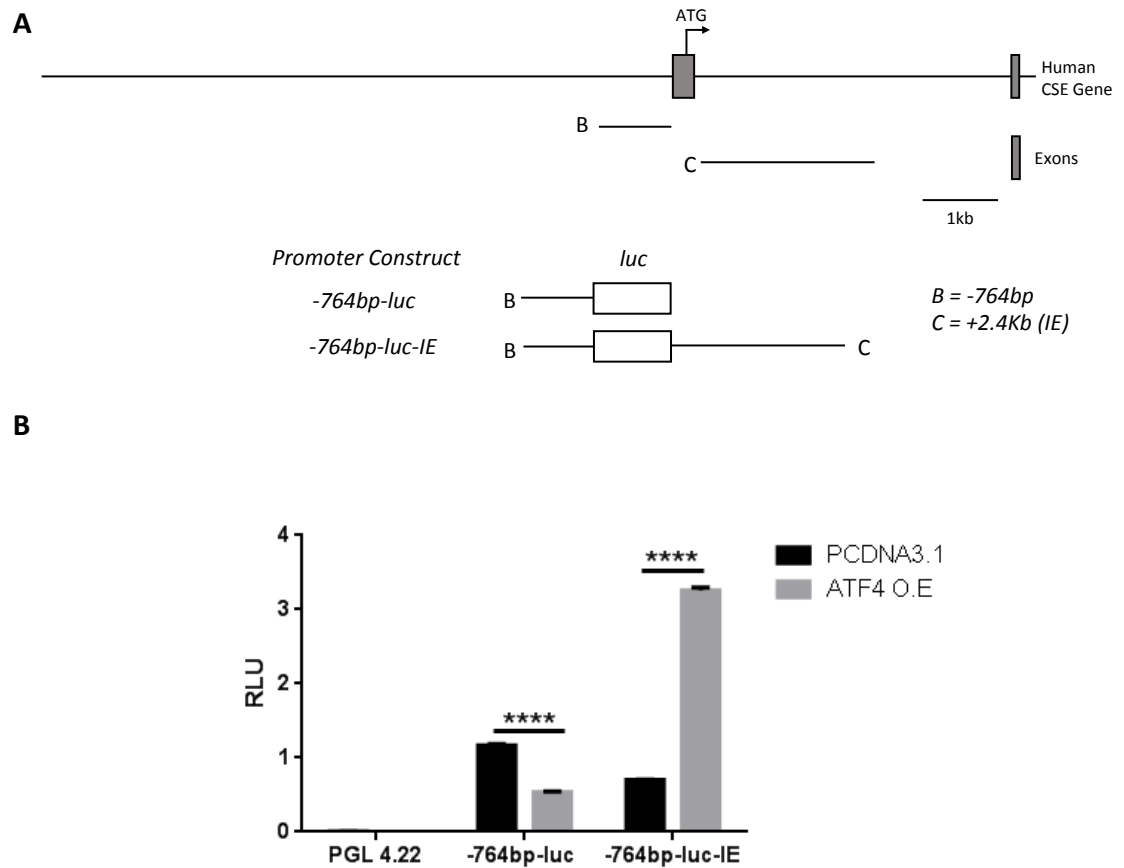 A
ATG
Human
CSE Gene
B
C
Exons
1kb
Promoter Construct
luc
-764bp-luc
B
B = -764bp
C = +2.4Kb (IE)
-764bp-luc-IE
B
C
B
4
3
2
1
0
RLU
****
****
PCDNA3.1
ATF4 O.E
PGL 4.22
-764bp-luc
-764bp-luc-IE